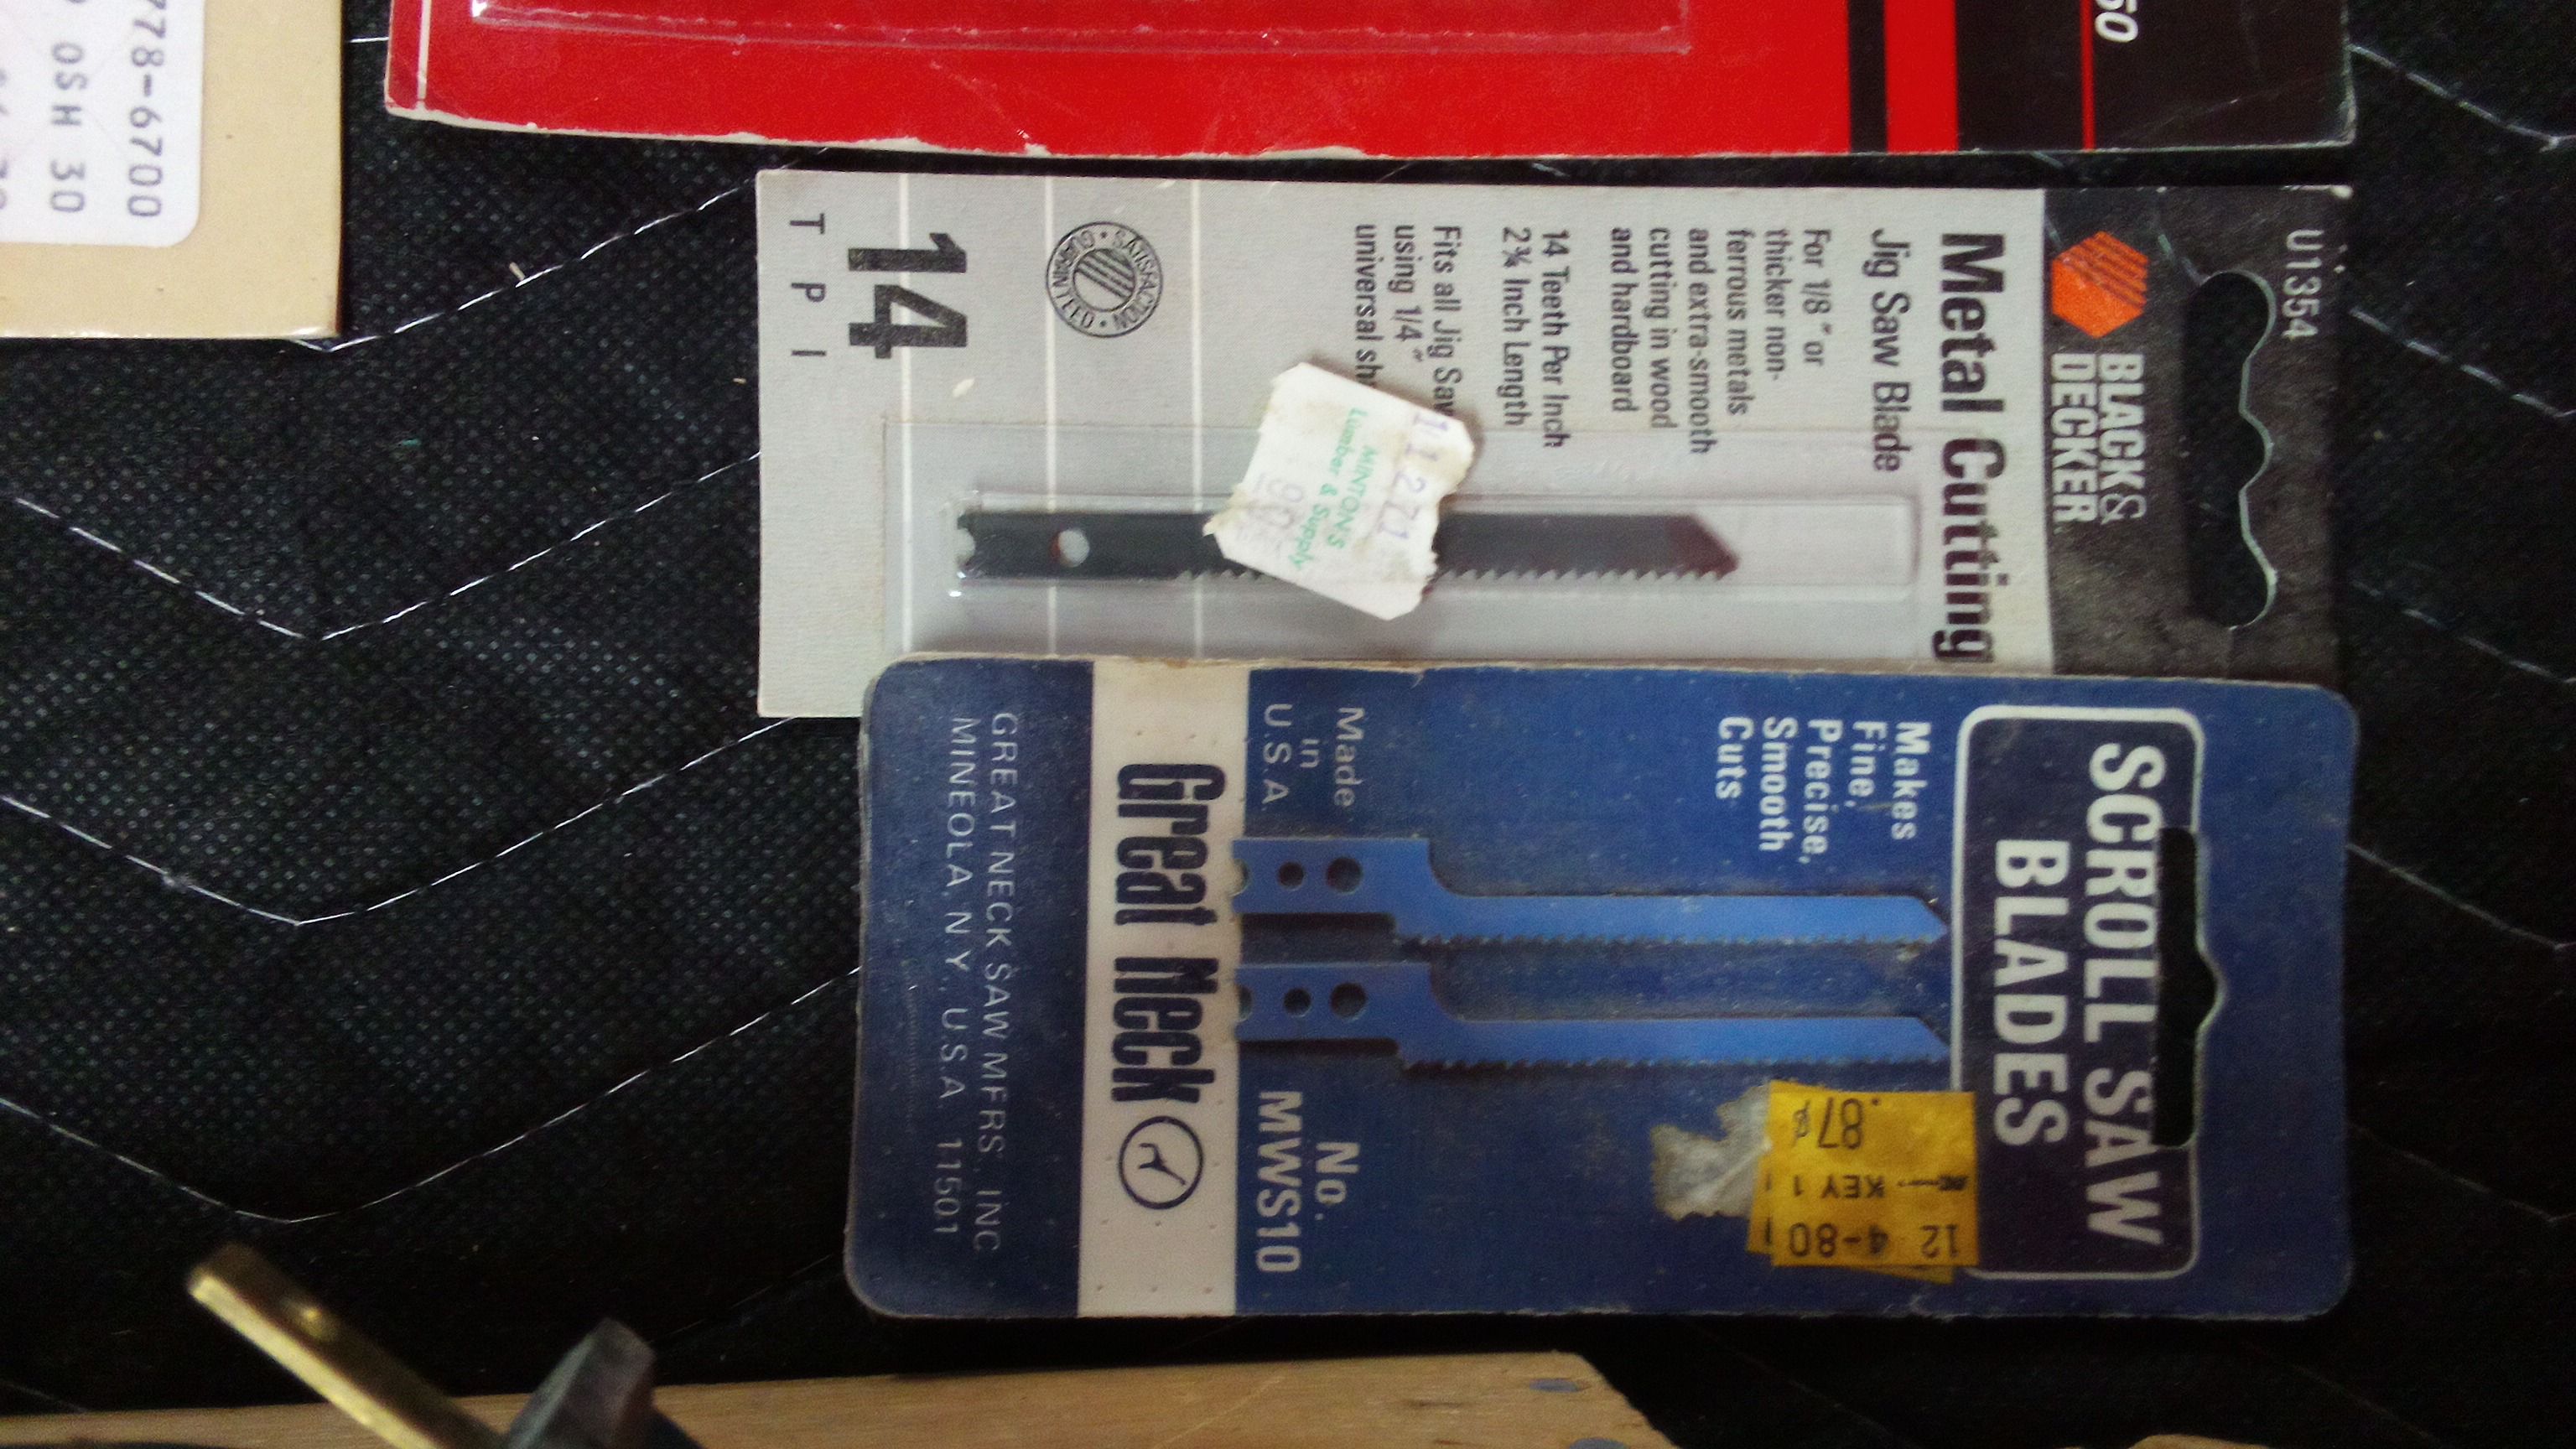 778-6700
OSH 30
50
U1354
BLACK&
DECKER
Metal Cutting
Jig Saw Blade
For 1/8" or
thicker non-
ferrous metals
and extra-smooth
cutting in wood
and hardboard
14 Teeth Per Inch
2¾ Inch Length
Fits all Jig Saw
using 1/4"
universal sh
SATISFACTION
GUARANTEED
14
T P I
11271
MINTON'S
Lumber & Supply
SCROLL SAW
BLADES
Makes
Fine,
Precise,
Smooth
Cuts
Made
in
U.S.A
No.
MWS10
Great Neck
GREAT NECK SAW MFRS., INC
MINEOLA, N.Y., U.S.A. 11501
12 4-80
KEY 1
.87¢